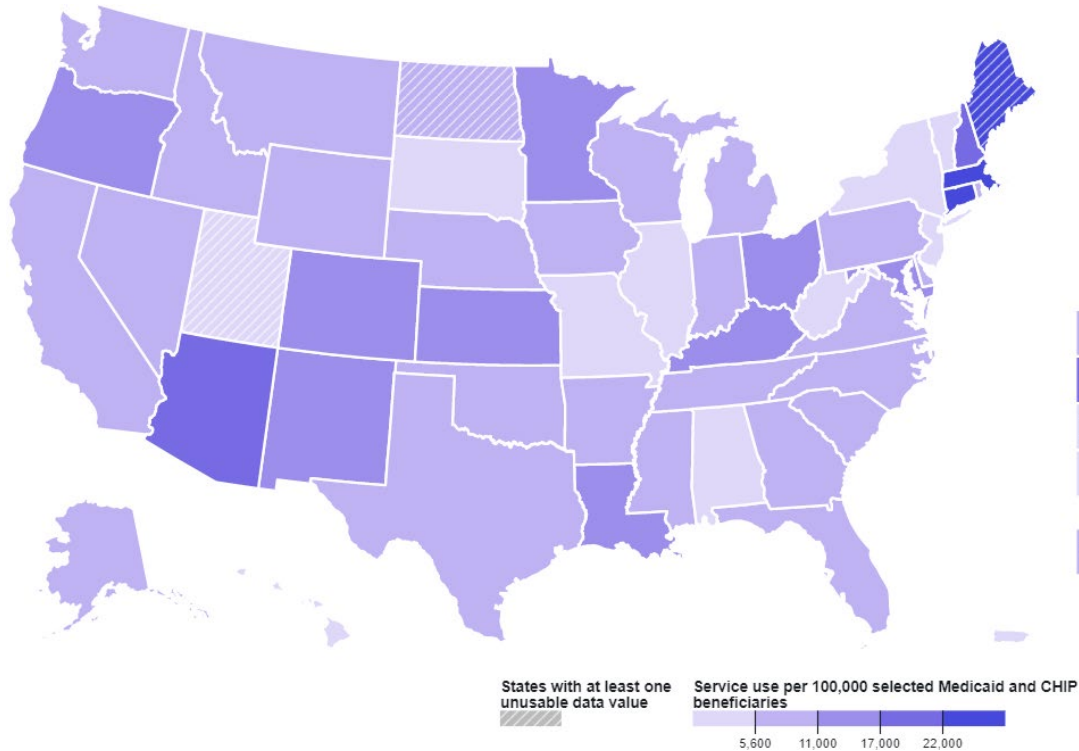 States with at least one
unusable data value
Service use per 100,000 selected Medicaid and CHIP
beneficiaries
5,600
11,000
17,000
22,000